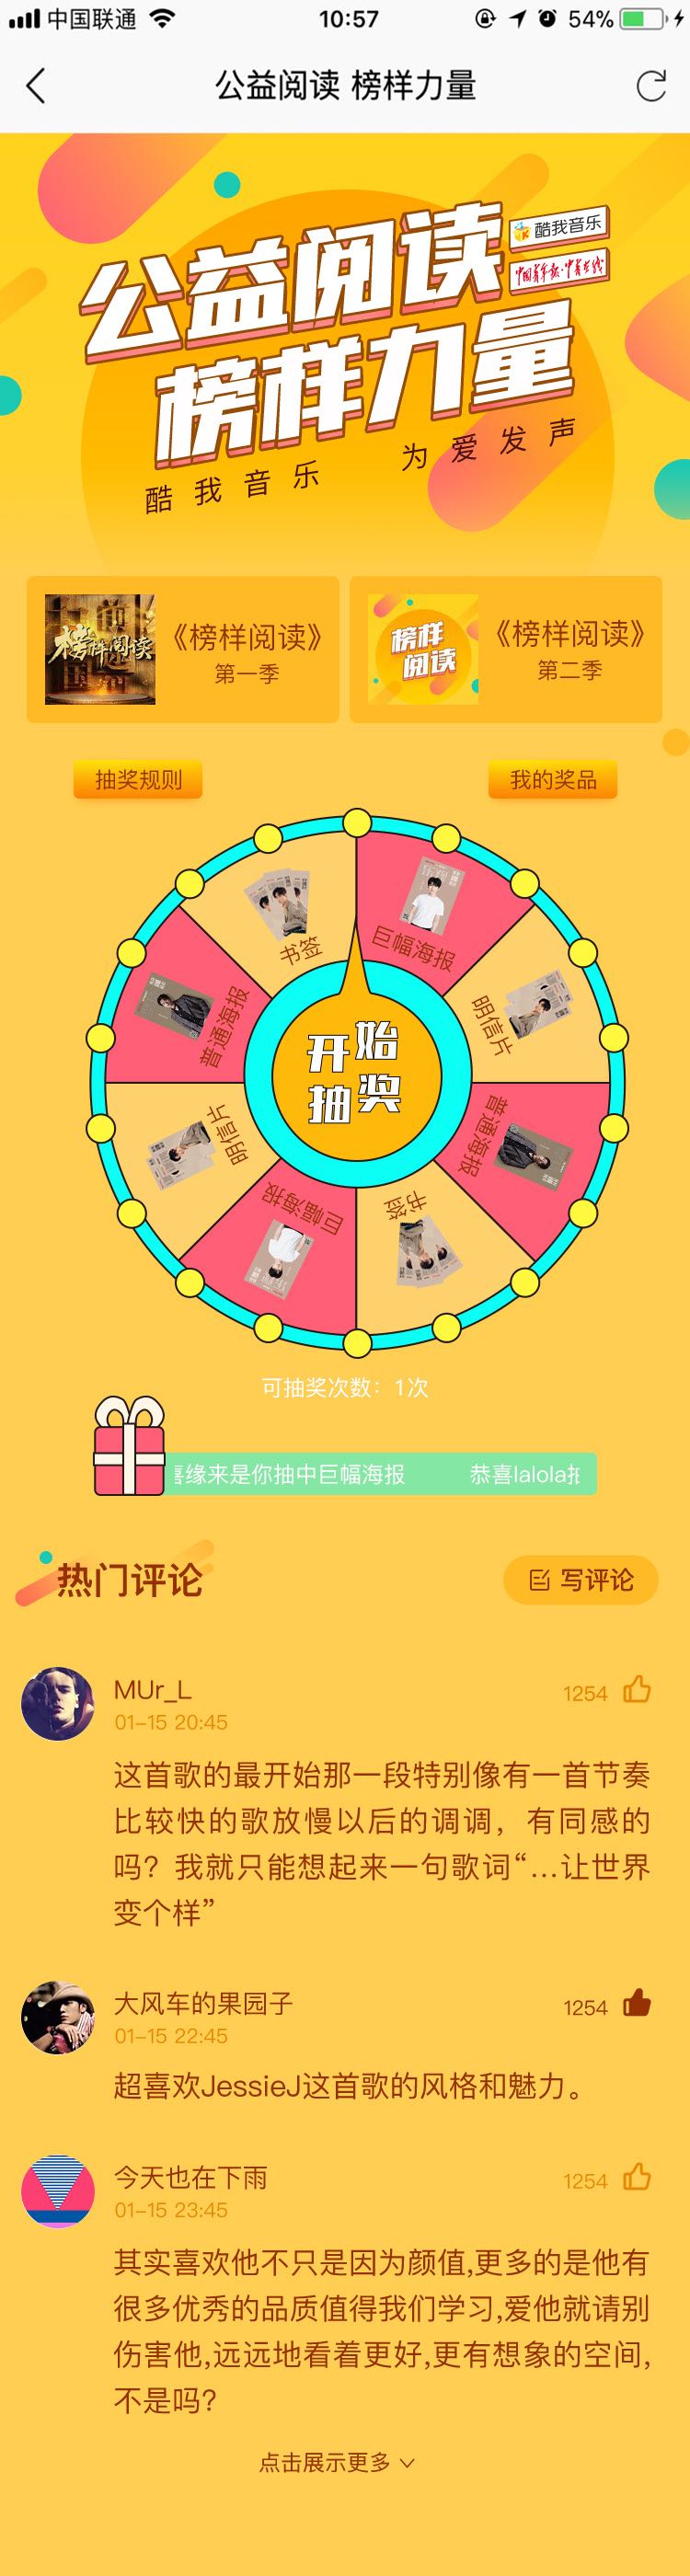 中国联通
10:57
54%
公益阅读 榜样力量
公益阅读
酷我音乐
中国青年报·中青在线
榜样力量
酷我音乐 为爱发声
榜样阅读
《榜样阅读》
第一季
榜样
阅读
《榜样阅读》
第二季
抽奖规则
我的奖品
书签
巨幅海报
普通海报
明信片
开始
抽奖
明信片
普通海报
巨幅海报
书签
可抽奖次数：1次
喜缘来是你抽中巨幅海报 恭喜lalola抽
热门评论
写评论
MUr_L
1254
01-15 20:45
这首歌的最开始那一段特别像有一首节奏
比较快的歌放慢以后的调调，有同感的
吗？我就只能想起来一句歌词“…让世界
变个样”
大风车的果园子
1254
01-15 22:45
超喜欢JessieJ这首歌的风格和魅力。
今天也在下雨
1254
01-15 23:45
其实喜欢他不只是因为颜值,更多的是他有
很多优秀的品质值得我们学习,爱他就请别
伤害他,远远地看着更好,更有想象的空间,
不是吗?
点击展示更多